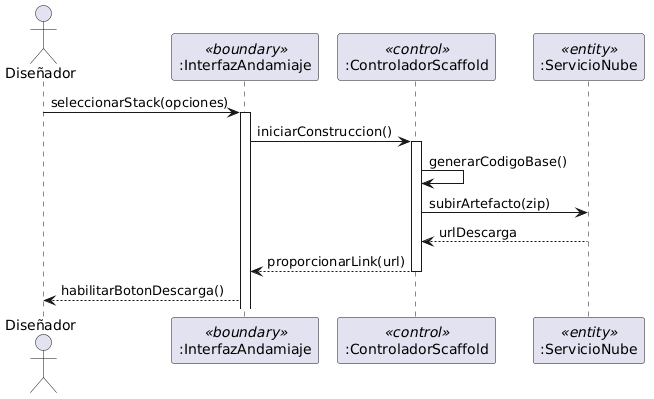 Diseñador
«boundary»
:InterfazAndamiaje
«control»
:ControladorScaffold
«entity»
:ServicioNube
seleccionarStack(opciones)
iniciarConstruccion()
generarCodigoBase()
subirArtefacto(zip)
urlDescarga
proporcionarLink(url)
habilitarBotonDescarga()
Diseñador
«boundary»
:InterfazAndamiaje
«control»
:ControladorScaffold
«entity»
:ServicioNube